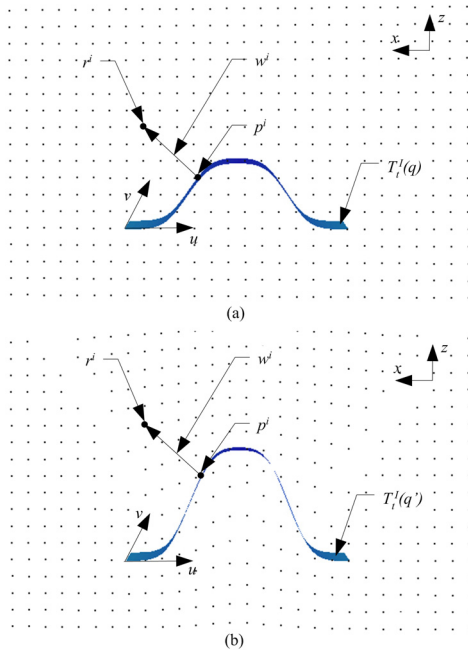 z
x
r^i
w^i
p^i
T_t^I(q)
v
u
(a)
z
x
r^i
w^i
p^i
T_t^I(q')
v
u
(b)